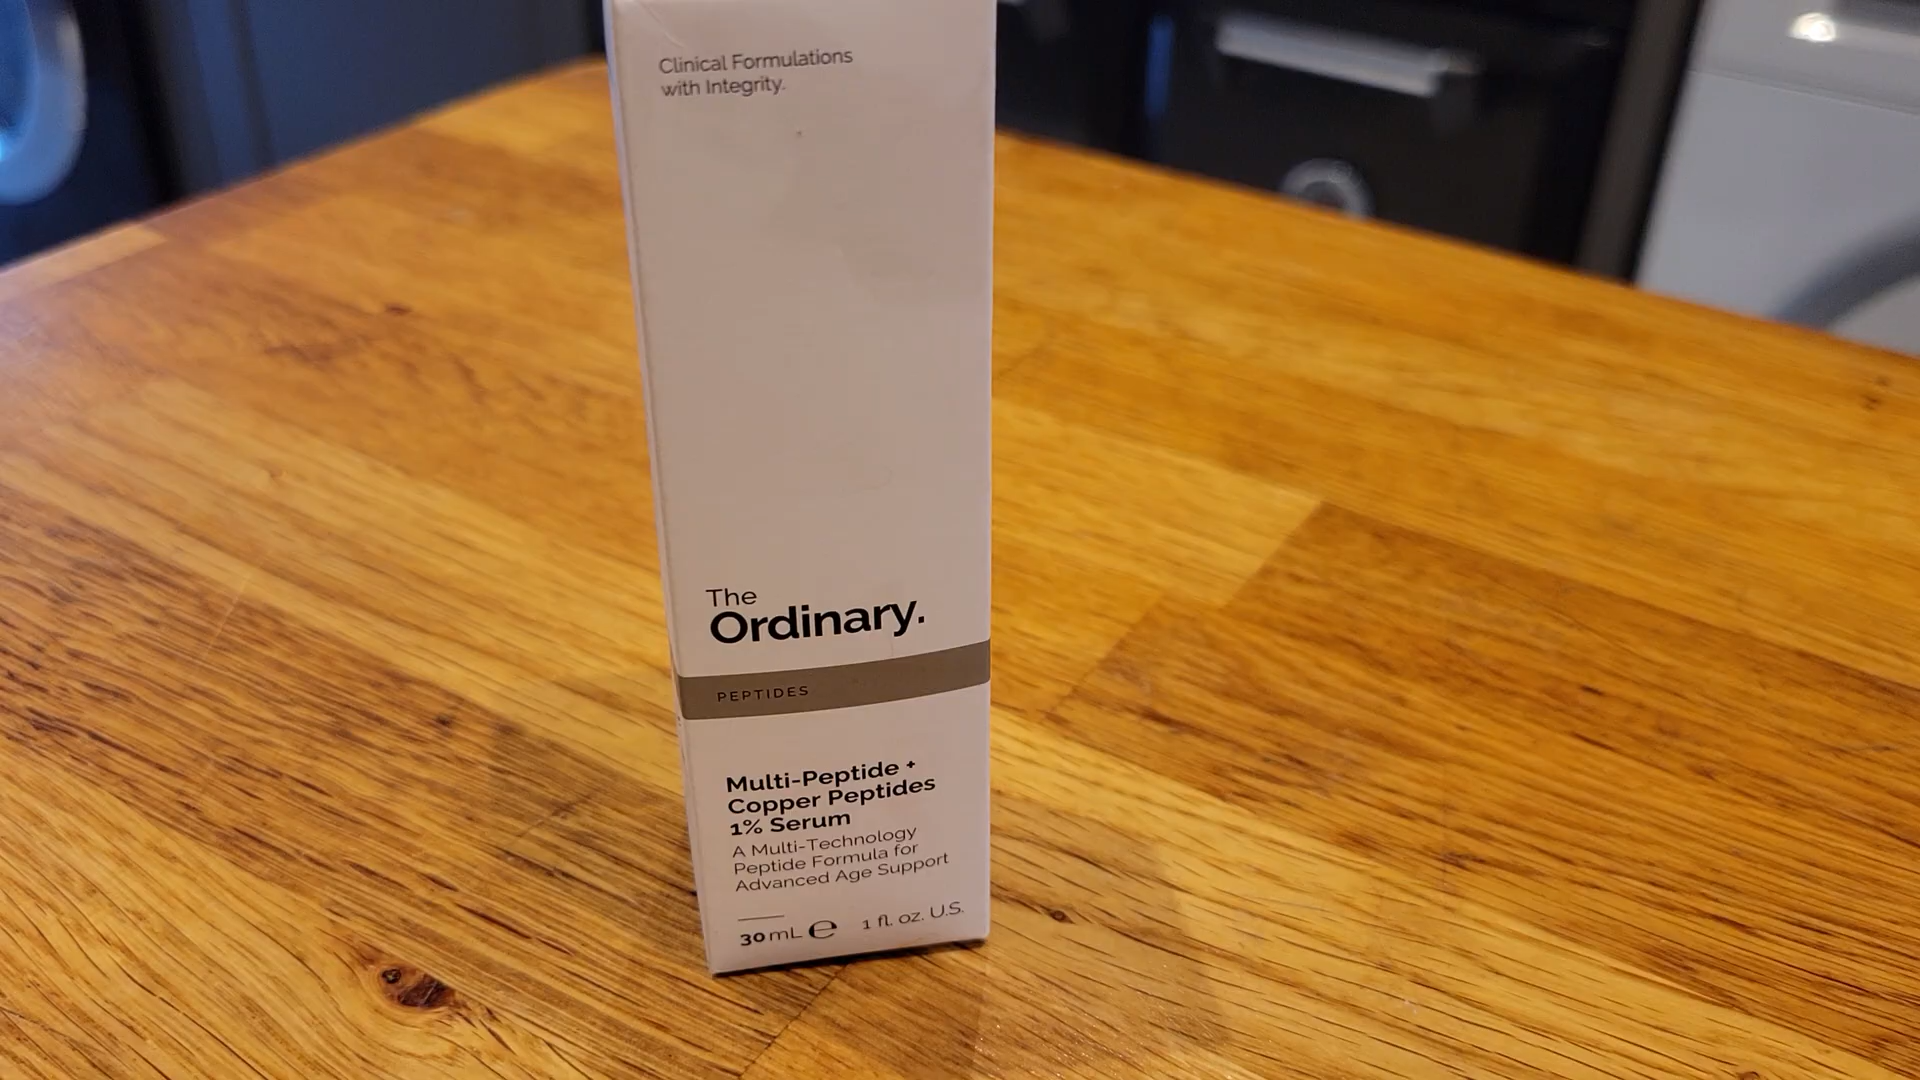 Clinical Formulations
with Integrity.
The
Ordinary.
PEPTIDES
Multi-Peptide +
Copper Peptides
1% Serum
A Multi-Technology
Peptide Formula for
Advanced Age Support
30 mL ℮ 1 fl. oz. U.S.